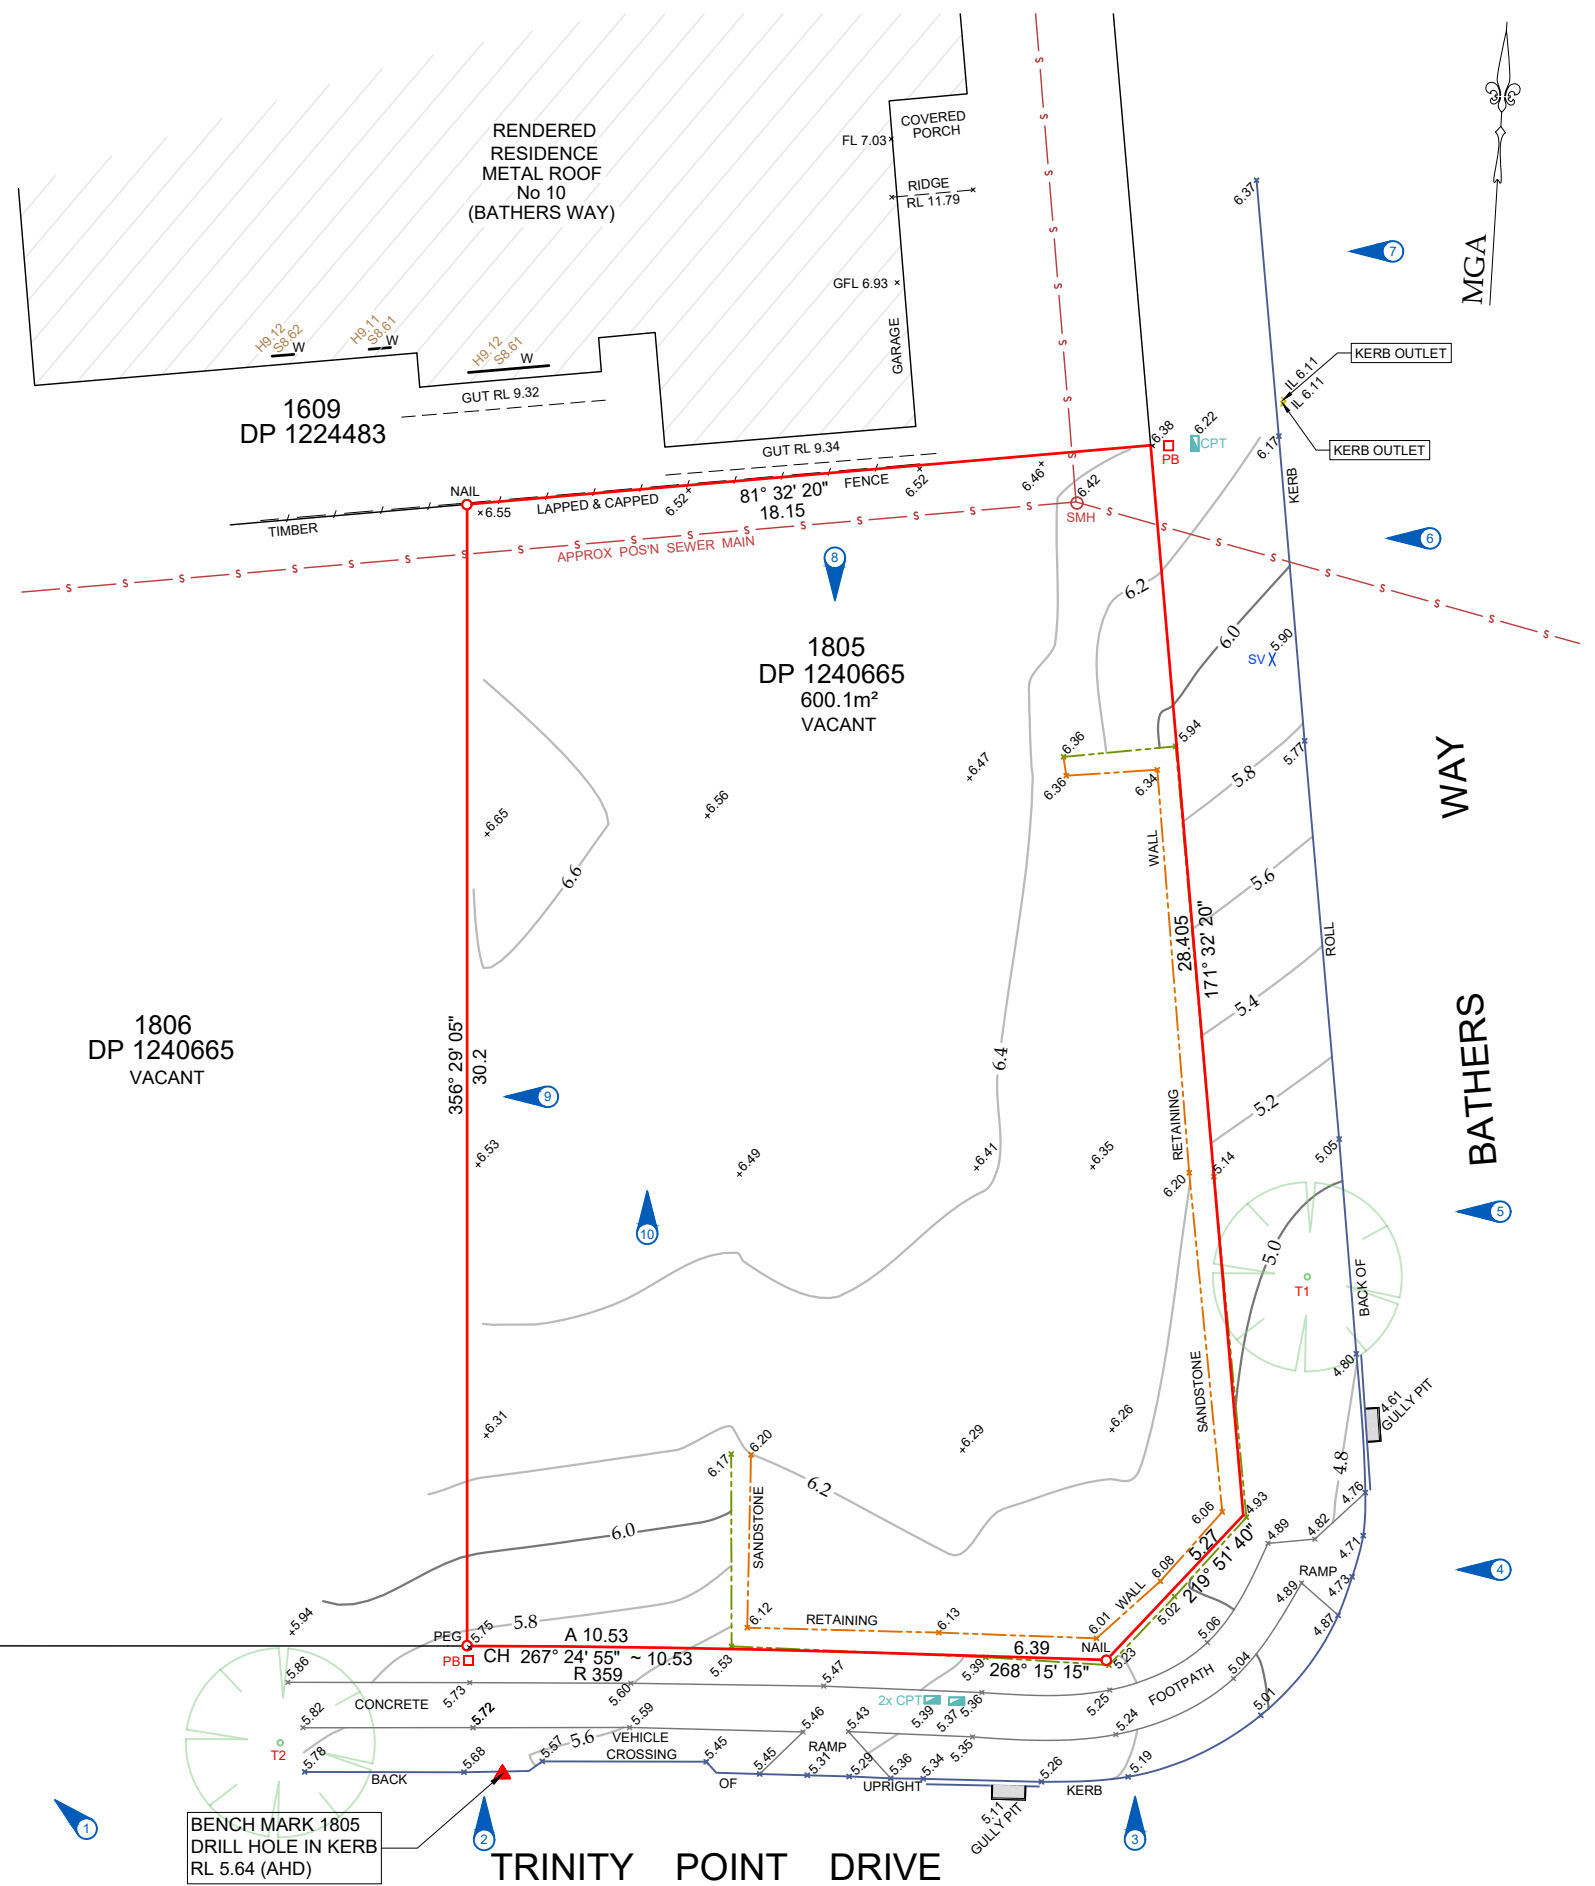 RENDERED
RESIDENCE
METAL ROOF
No 10
(BATHERS WAY)
COVERED
PORCH
FL 7.03
RIDGE
RL 11.79
GFL 6.93
GARAGE
MGA
6.37
7
H9.12
S8.62
W
H9.11
S8.61
W
H9.12
S8.61
W
GUT RL 9.32
KERB OUTLET
IL 6.11
IL 6.11
KERB OUTLET
1609
DP 1224483
GUT RL 9.34
6.38
6.22
CPT
PB
6.17
KERB
NAIL
6.55
LAPPED & CAPPED
6.52
81° 32' 20"
18.15
FENCE
6.52
6.46
6.42
SMH
TIMBER
APPROX POS'N SEWER MAIN
S
8
6
6.2
6.0
5.90
SV
1805
DP 1240665
600.1m²
VACANT
6.36
5.94
5.77
6.36
6.34
5.8
WAY
6.47
6.56
6.65
6.6
WALL
5.6
28.405
171° 32' 20"
ROLL
5.4
1806
DP 1240665
VACANT
356° 29' 05"
30.2
9
6.4
5.2
BATHERS
RETAINING
6.53
6.49
6.41
6.35
6.20
5.14
5.05
10
5
5.0
T1
BACK OF
4.80
SANDSTONE
4.61
GULLY PIT
6.31
6.29
6.26
6.17
6.20
6.2
4.8
4.76
SANDSTONE
6.0
6.06
4.93
5.27
219° 51' 40"
4.89
4.82
4.71
RAMP
4.73
4.89
4.87
4
6.08
WALL
5.02
5.06
5.94
5.8
6.12
RETAINING
6.13
6.01
NAIL
PEG
5.75
A 10.53
CH 267° 24' 55" ~ 10.53
R 359
PB
5.53
6.39
268° 15' 15"
5.39
5.23
5.86
5.73
5.60
5.47
5.36
5.25
FOOTPATH
5.04
5.01
CONCRETE
2x CPT
5.39
5.37
5.82
5.72
5.59
5.46
5.43
5.35
5.24
T2
5.6
VEHICLE
CROSSING
RAMP
5.78
5.68
5.57
5.45
5.45
5.31
5.29
5.36
5.34
5.26
5.19
BACK
OF
UPRIGHT
KERB
5.11
GULLY PIT
1
2
3
BENCH MARK 1805
DRILL HOLE IN KERB
RL 5.64 (AHD)
TRINITY POINT DRIVE